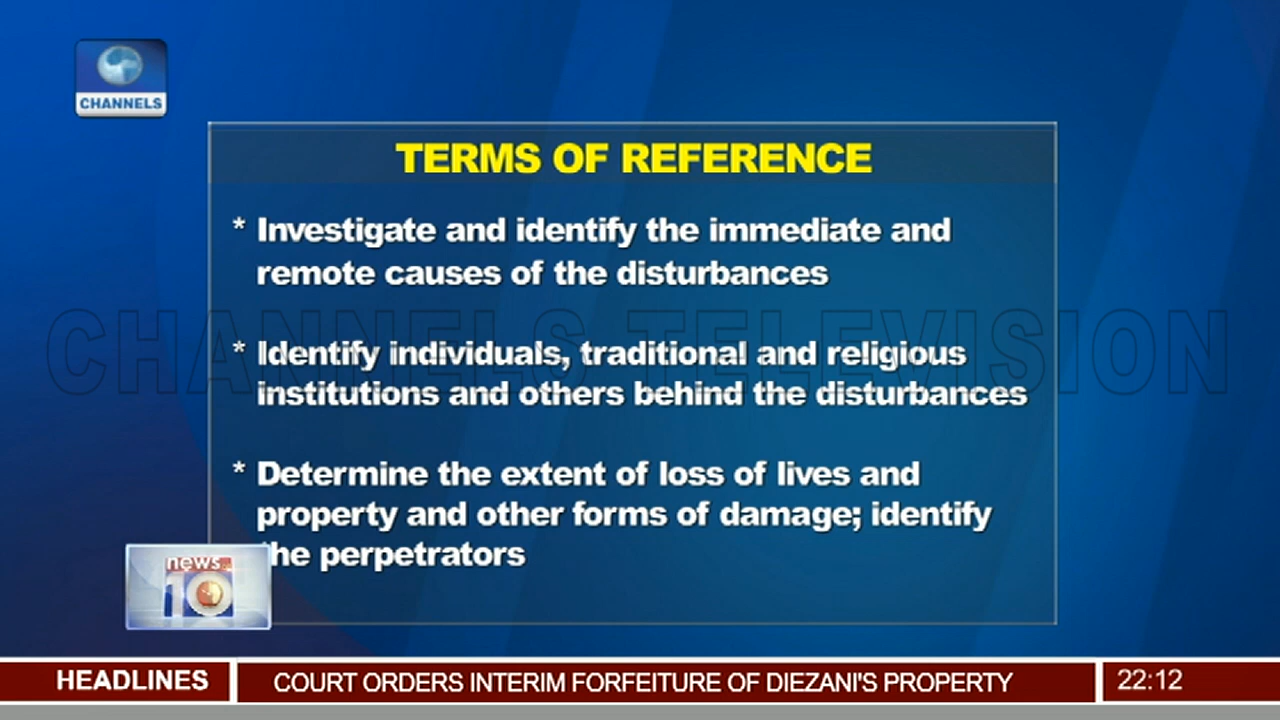 CHANNELS
TERMS OF REFERENCE
* Investigate and identify the immediate and
remote causes of the disturbances
CHANNELS TELEVISION
* Identify individuals, traditional and religious
institutions and others behind the disturbances
* Determine the extent of loss of lives and
property and other forms of damage; identify
the perpetrators
news
10
HEADLINES
COURT ORDERS INTERIM FORFEITURE OF DIEZANI'S PROPERTY
22:12